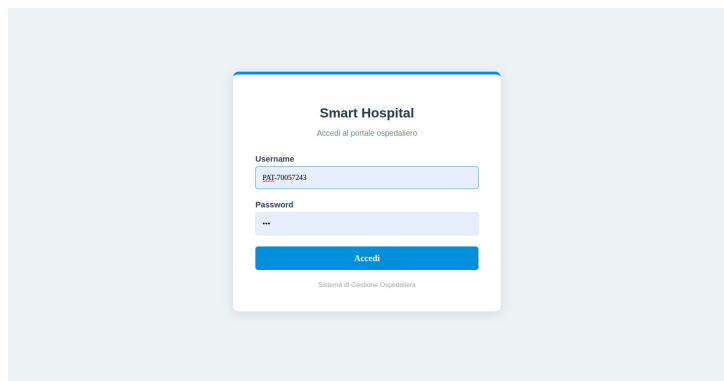 Smart Hospital
Accedi al portale ospedaliero
Username
PAT-70057243
Password
•••
Accedi
Sistema di Gestione Ospedaliera